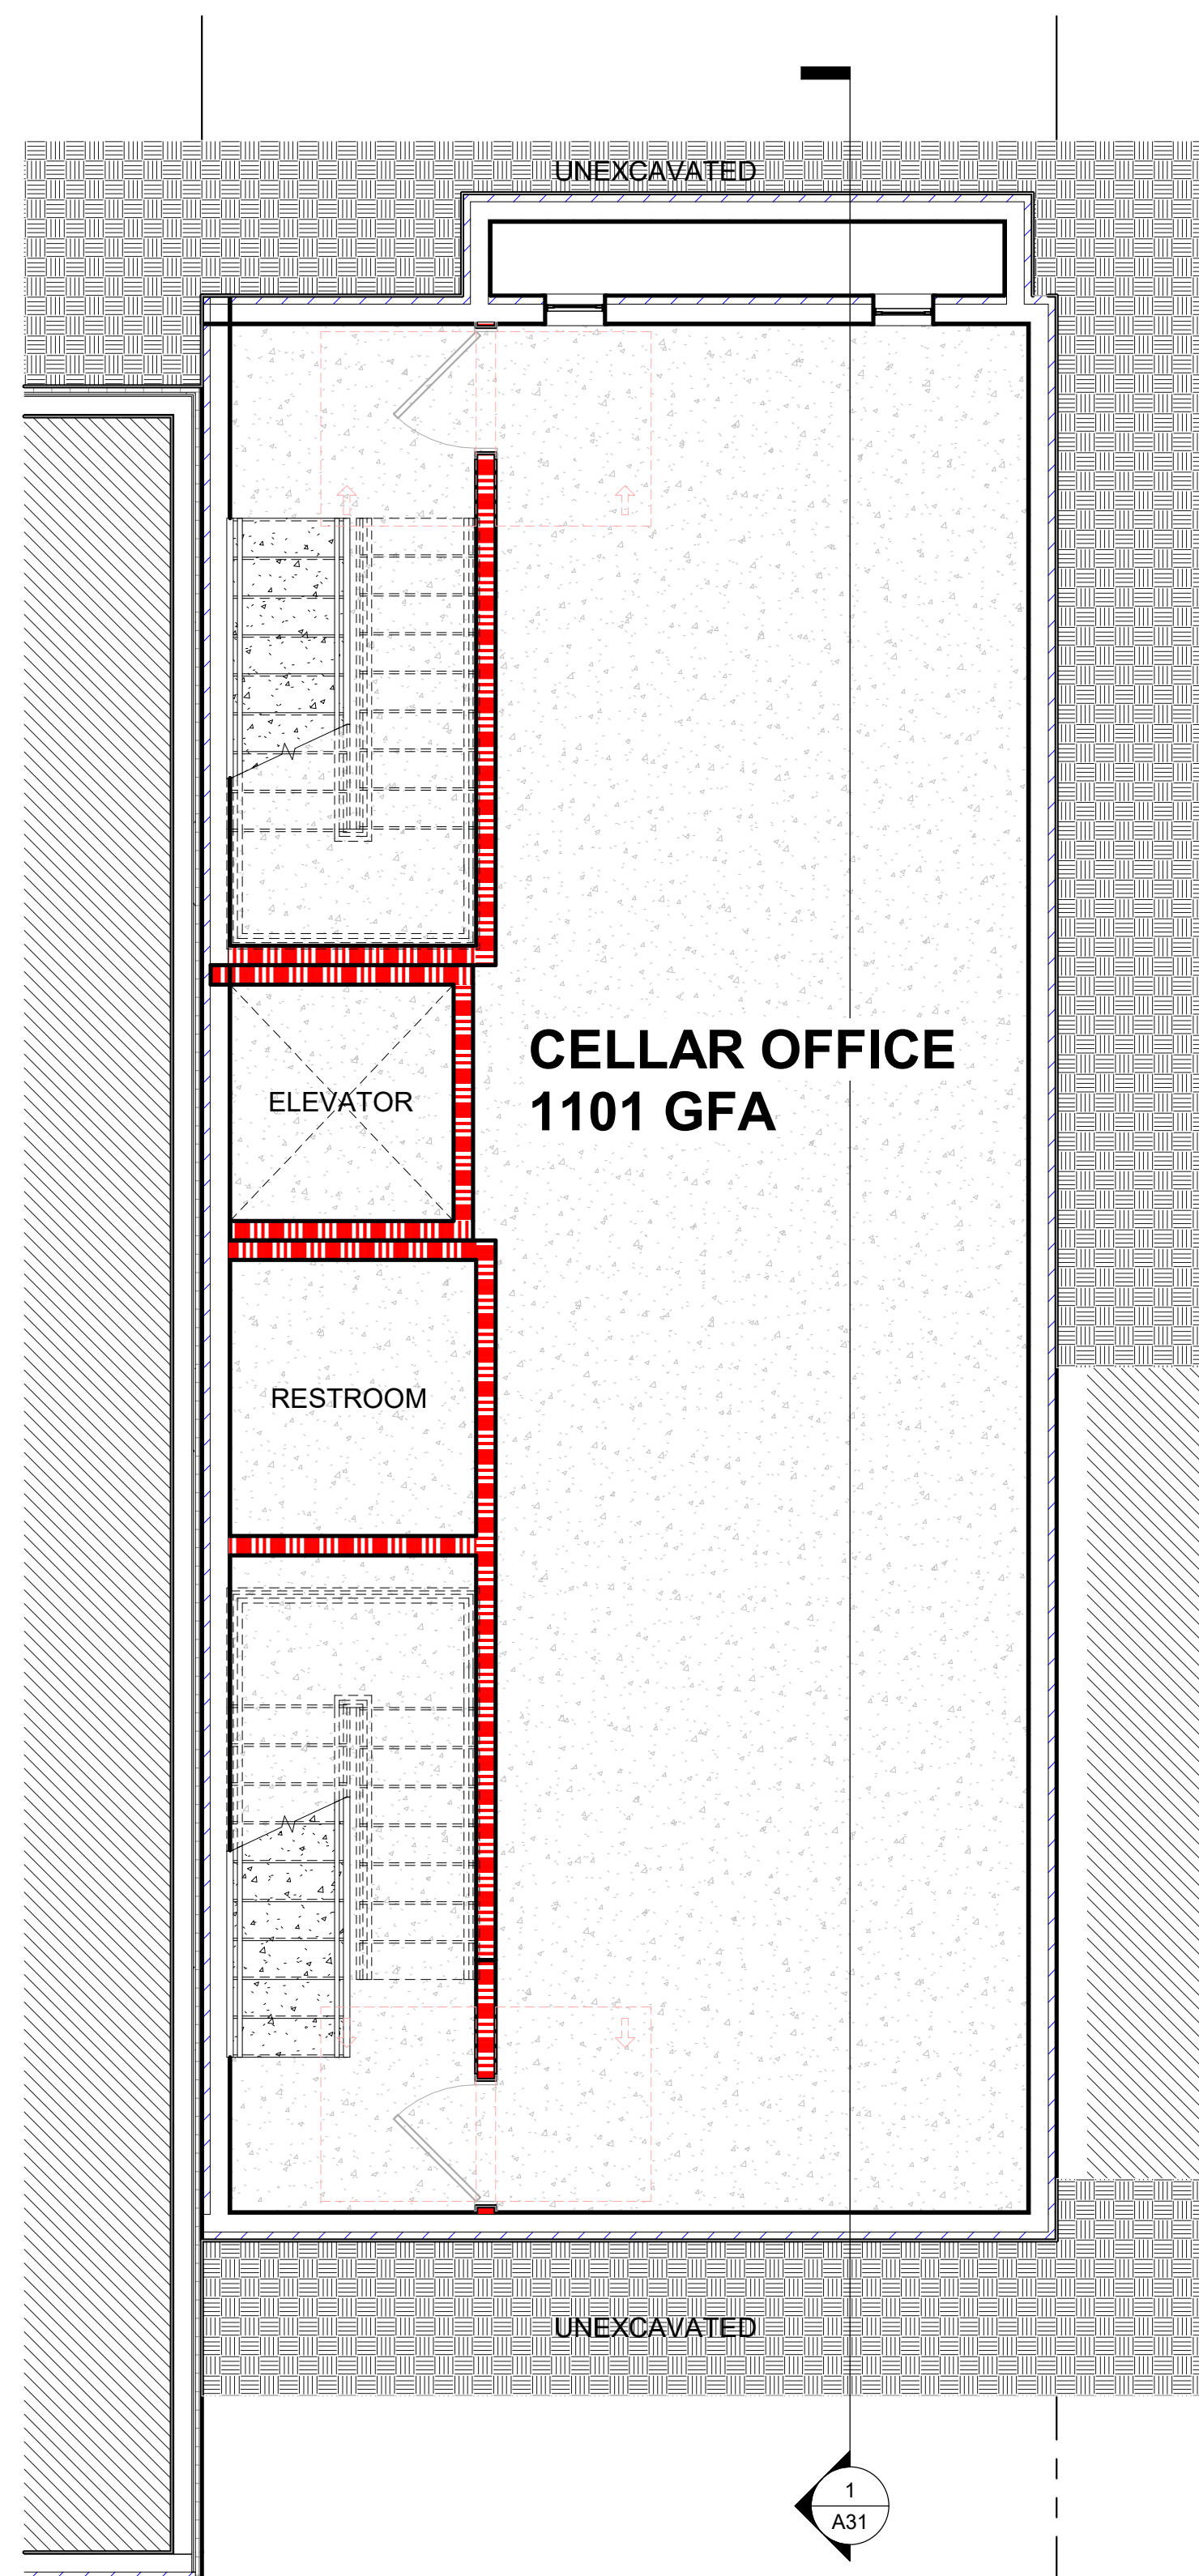 UNEXCAVATED
CELLAR OFFICE
1101 GFA
ELEVATOR
RESTROOM
UNEXCAVATED
1
A31